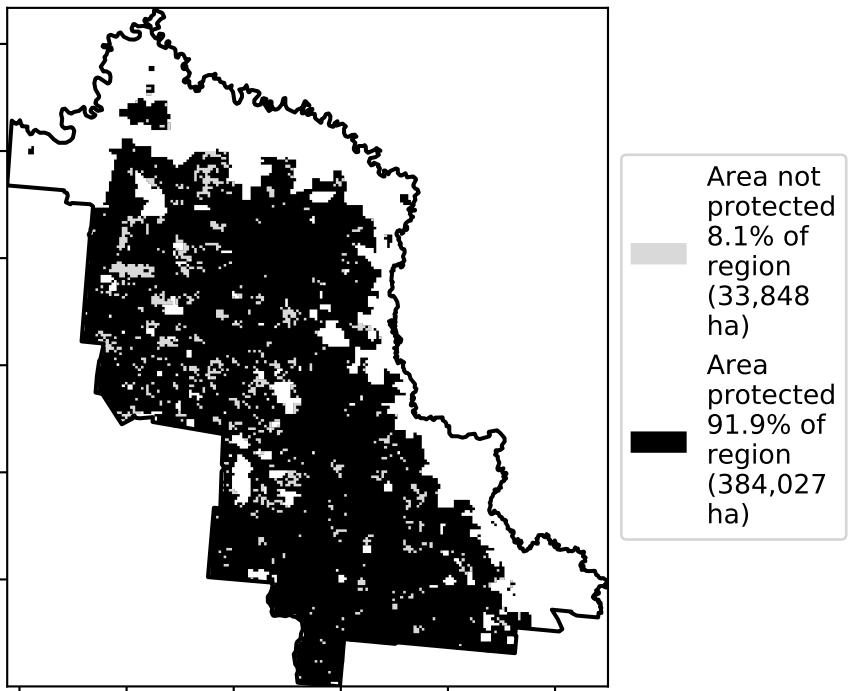 Area not
protected
8.1% of
region
(33,848
ha)
Area
protected
91.9% of
region
(384,027
ha)